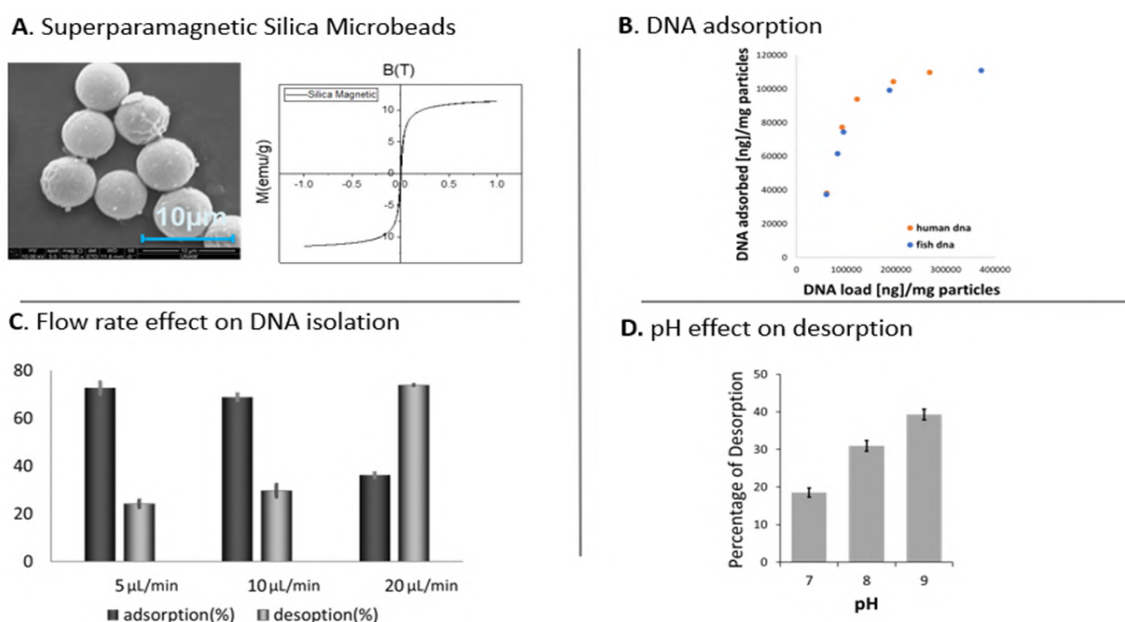 A. Superparamagnetic Silica Microbeads
B(T)
Silica Magnetic
M(emu/g)
10
5
0
-5
-10
-1.0 -0.5 0.0 0.5 1.0
10µm
B. DNA adsorption
DNA adsorbed [ng]/mg particles
120000
100000
80000
60000
40000
20000
0
human dna
fish dna
0 100000 200000 300000 400000
DNA load [ng]/mg particles
C. Flow rate effect on DNA isolation
80
60
40
20
0
5 µL/min 10 µL/min 20 µL/min
adsorption(%) desoption(%)
D. pH effect on desorption
Percentage of Desorption
50
40
30
20
10
0
7 8 9
pH